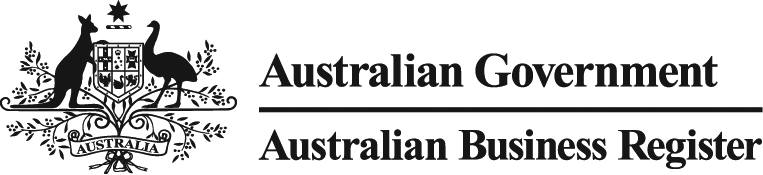 Australian Government
Australian Business Register
AUSTRALIA